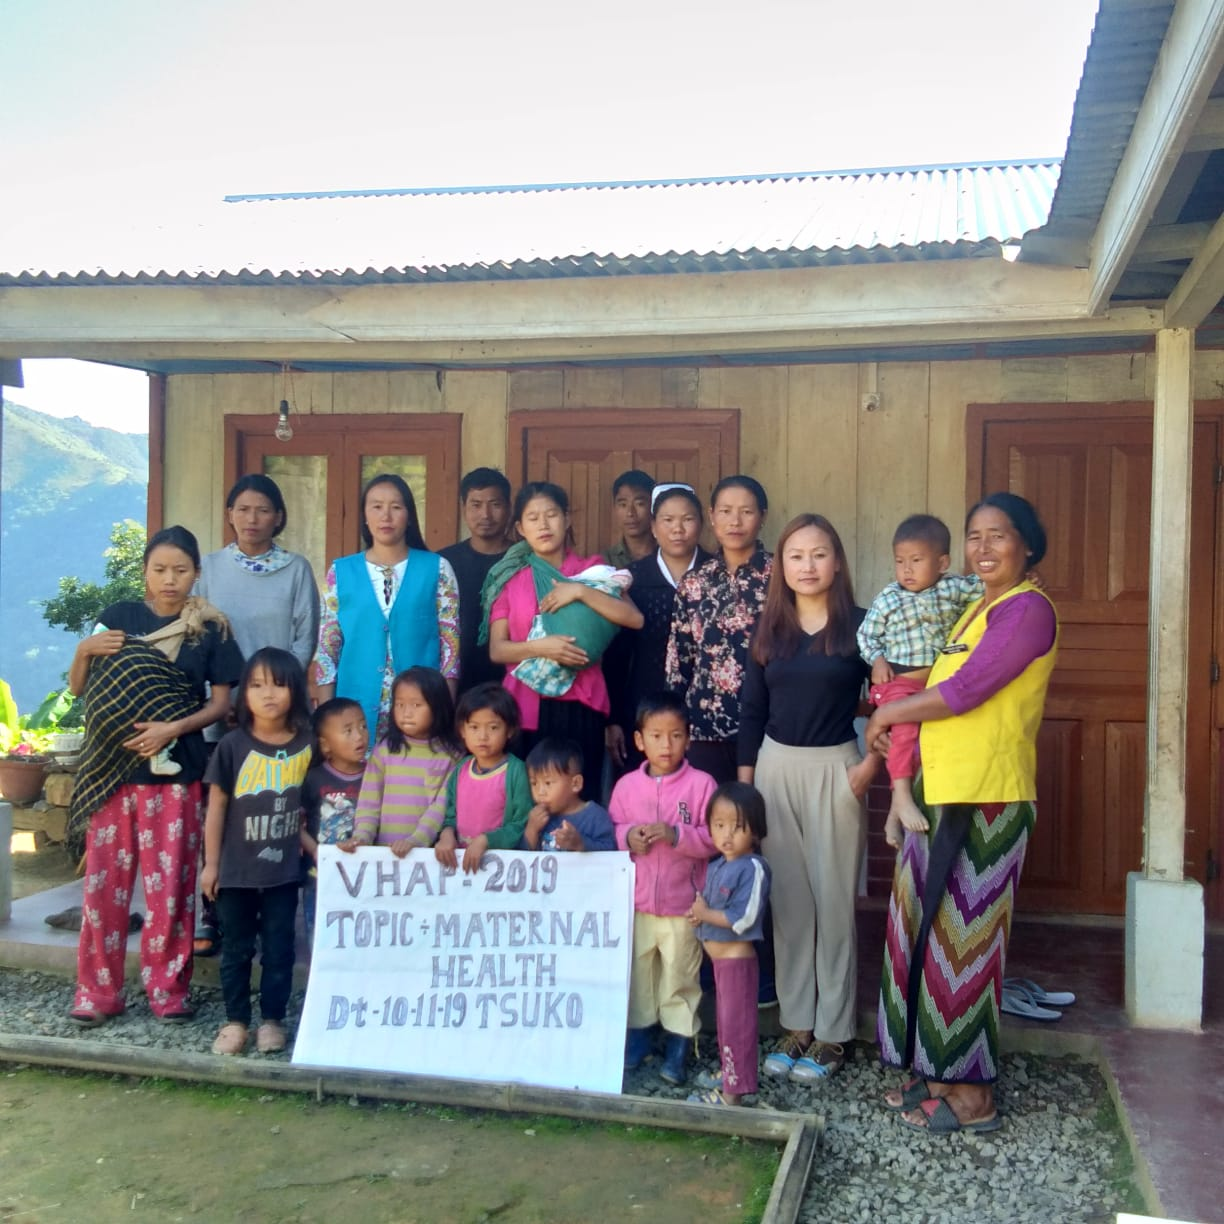 VHAP - 2019
TOPIC ÷ MATERNAL
HEALTH
Dt - 10-11-19 TSUKO
BATMAN
BY
NIGHT